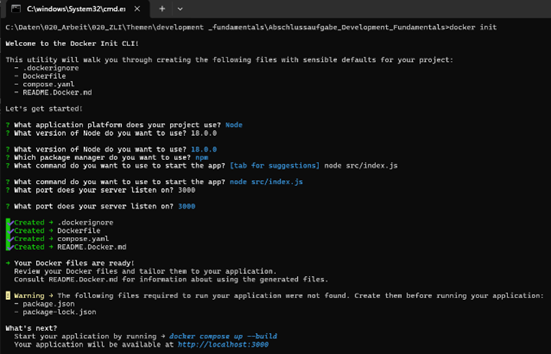 C:\windows\System32\cmd.e
C:\Daten\020_Arbeit\020_ZLI\Themen\development _fundamentals\Abschlussaufgabe_Development_Fundamentals>docker init
Welcome to the Docker Init CLI!
This utility will walk you through creating the following files with sensible defaults for your project:
- .dockerignore
- Dockerfile
- compose.yaml
- README.Docker.md
Let's get started!
? What application platform does your project use? Node
? What version of Node do you want to use? 18.0.0
? What version of Node do you want to use? 18.0.0
? Which package manager do you want to use? npm
? What command do you want to use to start the app? [tab for suggestions] node src/index.js
? What command do you want to use to start the app? node src/index.js
? What port does your server listen on? 3000
? What port does your server listen on? 3000
✔Created → .dockerignore
✔Created → Dockerfile
✔Created → compose.yaml
✔Created → README.Docker.md
→ Your Docker files are ready!
Review your Docker files and tailor them to your application.
Consult README.Docker.md for information about using the generated files.
! Warning → The following files required to run your application were not found. Create them before running your application:
- package.json
- package-lock.json
What's next?
Start your application by running → docker compose up --build
Your application will be available at http://localhost:3000